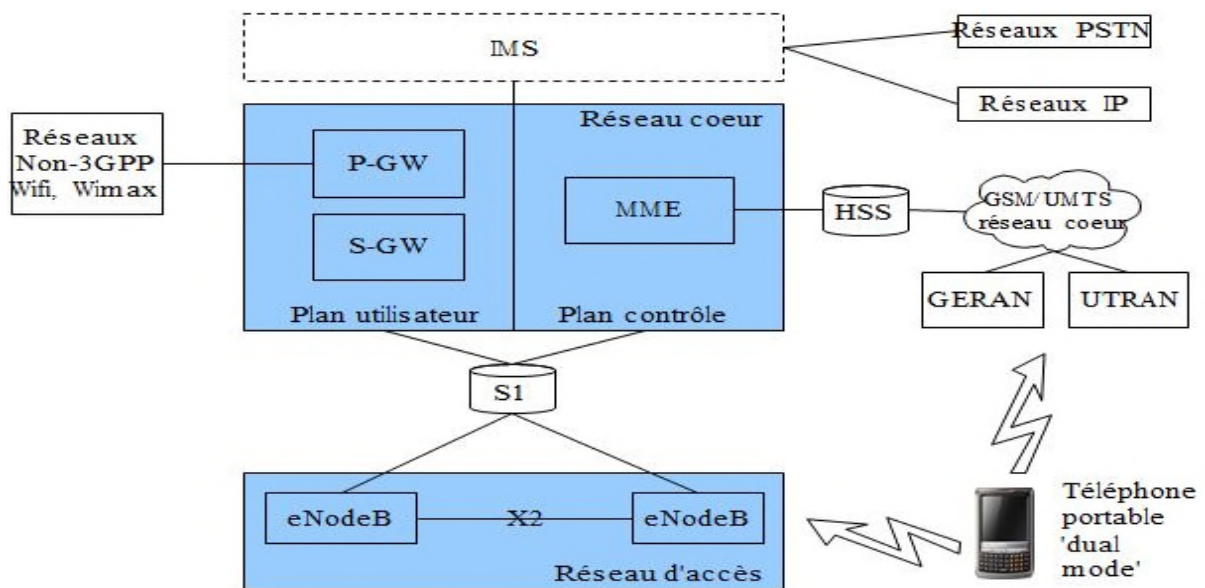 IMS
Réseaux PSTN
Réseaux IP
Réseaux
Non-3GPP
Wifi, Wimax
Réseau coeur
P-GW
S-GW
MME
HSS
GSM/UMTS
réseau coeur
GERAN
UTRAN
Plan utilisateur
Plan contrôle
S1
eNodeB
X2
eNodeB
Réseau d'accès
Téléphone
portable
'dual
mode'